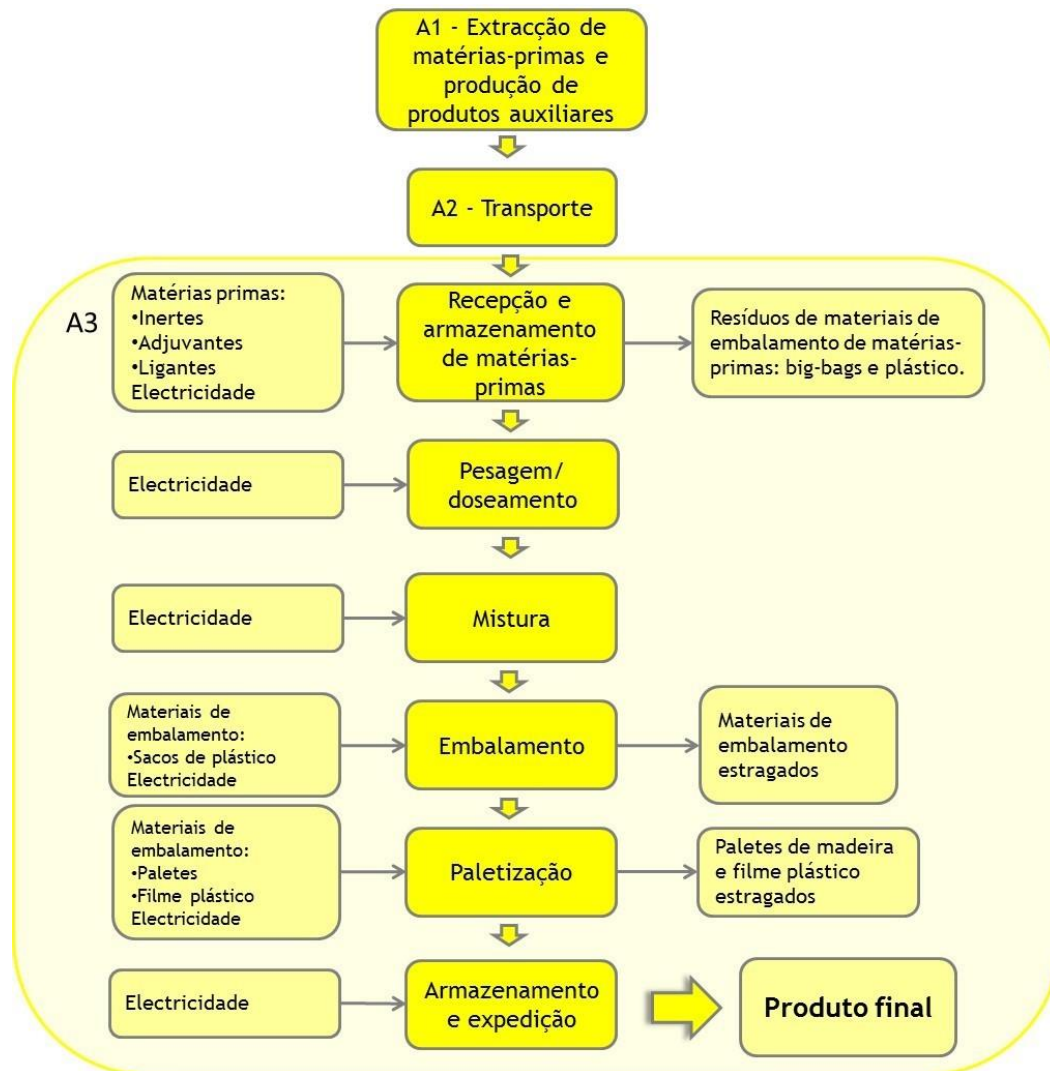 A1 - Extracção de
matérias-primas e
produção de
produtos auxiliares
A2 - Transporte
A3
Matérias primas:
•Inertes
•Adjuvantes
•Ligantes
Electricidade
Recepção e
armazenamento
de matérias-
primas
Resíduos de materiais de
embalamento de matérias-
primas: big-bags e plástico.
Electricidade
Pesagem/
doseamento
Electricidade
Mistura
Materiais de
embalamento:
•Sacos de plástico
Electricidade
Embalamento
Materiais de
embalamento
estragados
Materiais de
embalamento:
•Paletes
•Filme plástico
Electricidade
Paletização
Paletes de madeira
e filme plástico
estragados
Electricidade
Armazenamento
e expedição
Produto final